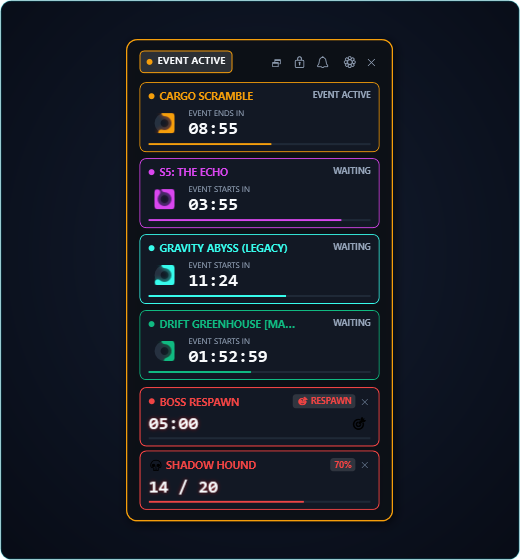 EVENT ACTIVE
CARGO SCRAMBLE EVENT ACTIVE
EVENT ENDS IN
08:55
S5: THE ECHO WAITING
EVENT STARTS IN
03:55
GRAVITY ABYSS (LEGACY) WAITING
EVENT STARTS IN
11:24
DRIFT GREENHOUSE [MA... WAITING
EVENT STARTS IN
01:52:59
BOSS RESPAWN RESPAWN
05:00
SHADOW HOUND 70%
14 / 20